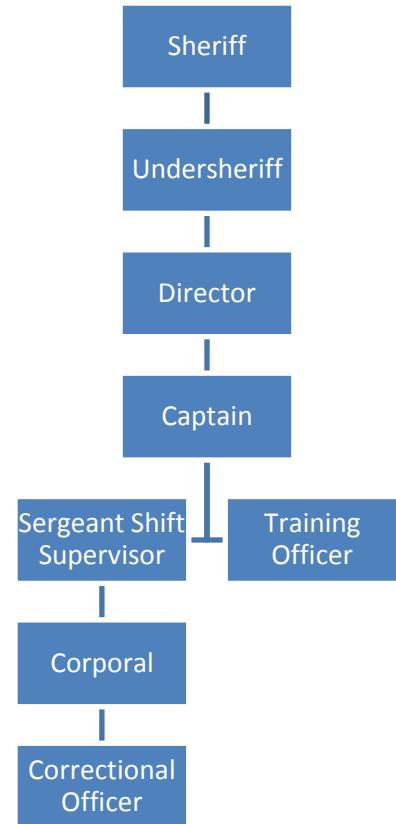 Sheriff
Undersheriff
Director
Captain
Sergeant Shift
Supervisor
Training
Officer
Corporal
Correctional
Officer